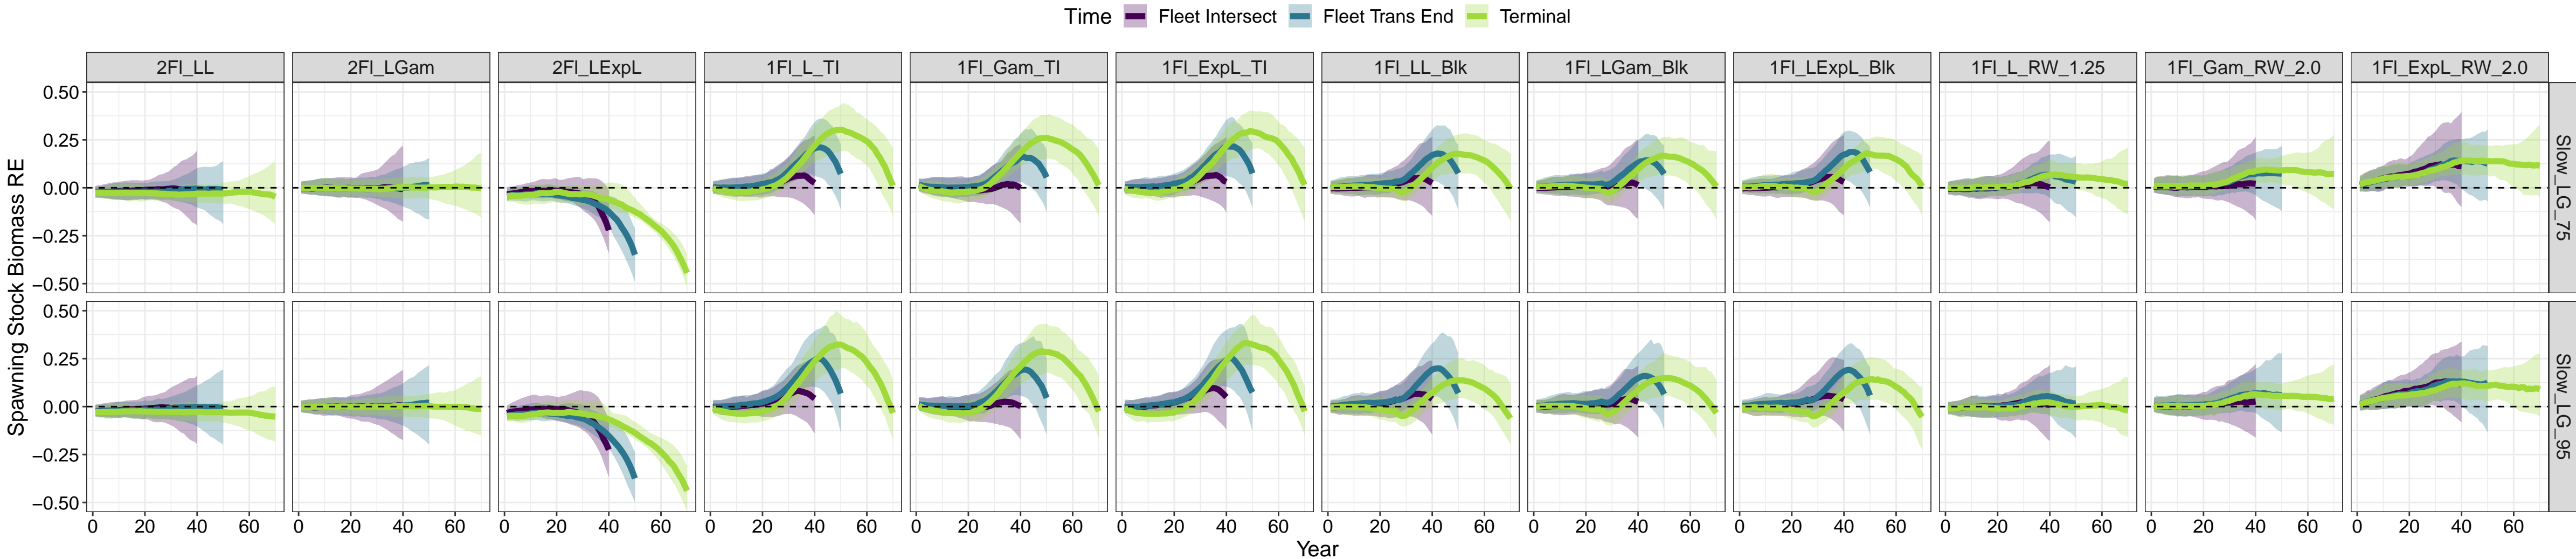 Time Fleet Intersect Fleet Trans End Terminal
2Fl_LL 2Fl_LGam 2Fl_LExpL 1Fl_L_TI 1Fl_Gam_TI 1Fl_ExpL_TI 1Fl_LL_Blk 1Fl_LGam_Blk 1Fl_LExpL_Blk 1Fl_L_RW_1.25 1Fl_Gam_RW_2.0 1Fl_ExpL_RW_2.0
0.50
0.25
0.00
−0.25
−0.50
Slow_LG_75
Spawning Stock Biomass RE
0.50
0.25
0.00
−0.25
−0.50
Slow_LG_95
0 20 40 60 0 20 40 60 0 20 40 60 0 20 40 60 0 20 40 60 0 20 40 60 0 20 40 60 0 20 40 60 0 20 40 60 0 20 40 60 0 20 40 60 0 20 40 60
Year